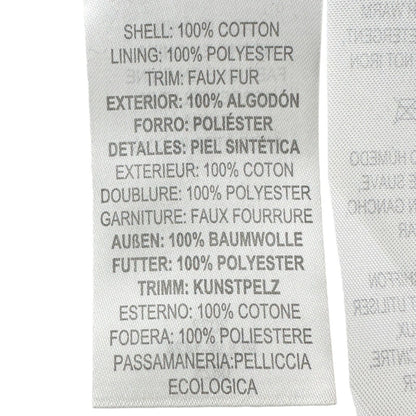 SHELL: 100% COTTON
LINING: 100% POLYESTER
TRIM: FAUX FUR
EXTERIOR: 100% ALGODÓN
FORRO: POLIÉSTER
DETALLES: PIEL SINTÉTICA
EXTERIEUR: 100% COTON
DOUBLURE: 100% POLYESTER
GARNITURE: FAUX FOURRURE
AUßEN: 100% BAUMWOLLE
FUTTER: 100% POLYESTER
TRIMM: KUNSTPELZ
ESTERNO: 100% COTONE
FODERA: 100% POLIESTERE
PASSAMANERIA:PELLICCIA
ECOLOGICA